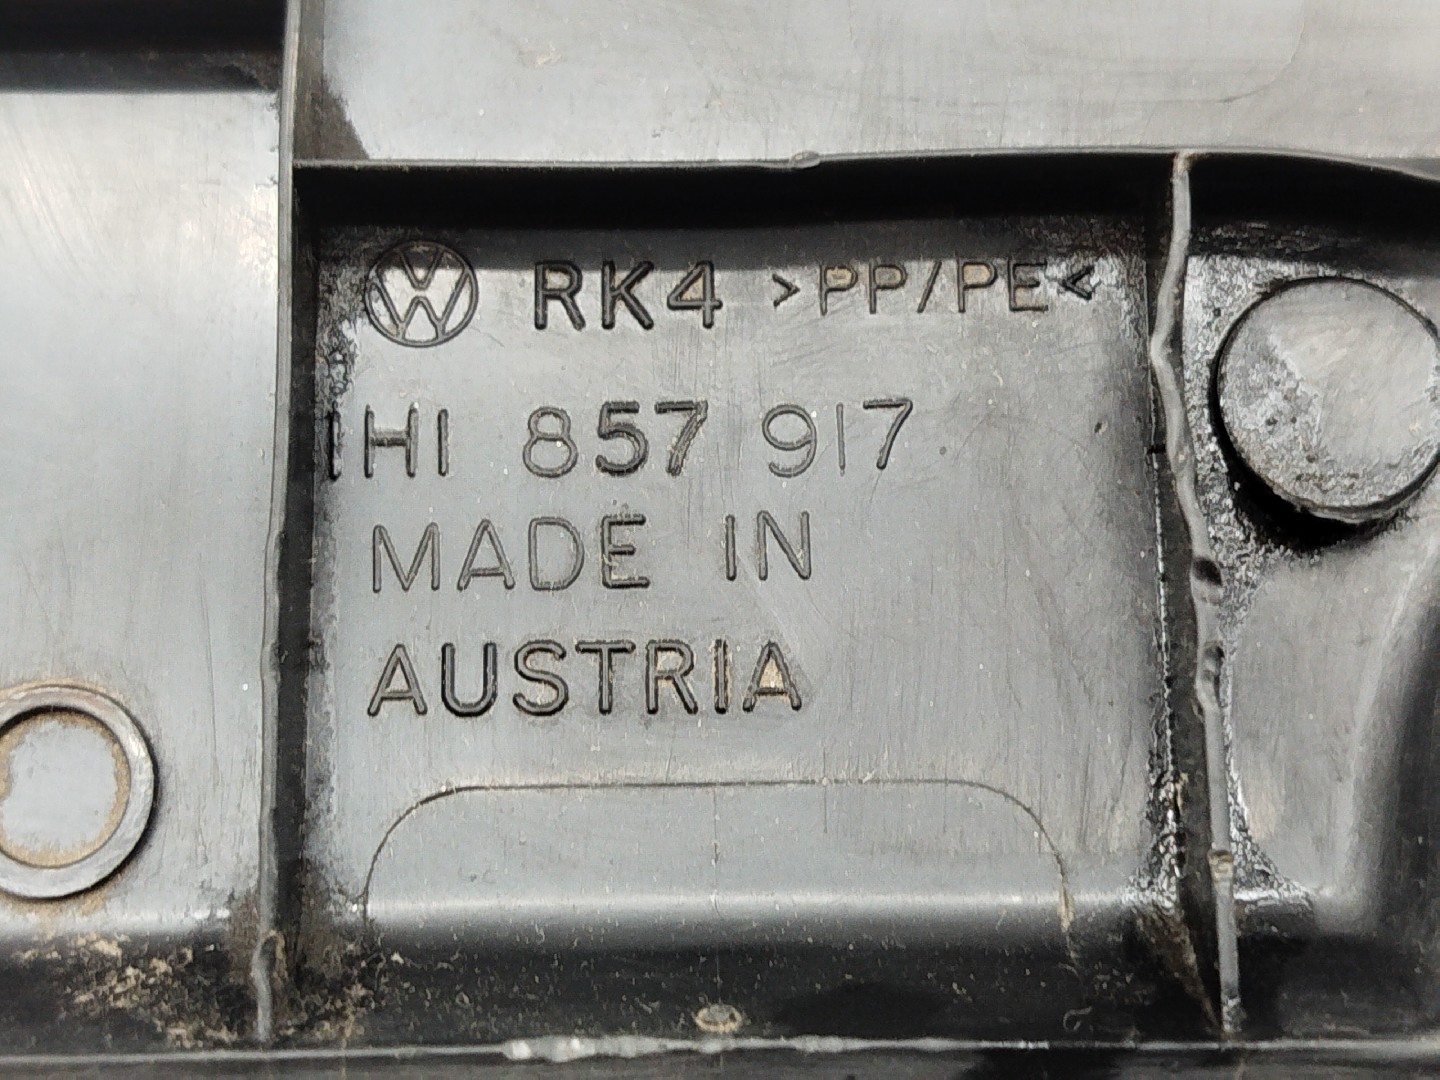 RK4 >PP/PE<
1H1 857 917
MADE IN
AUSTRIA